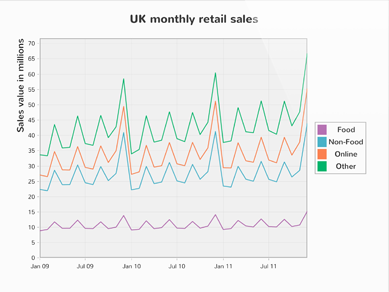 UK monthly retail sales
Sales value in millions
70
65
60
55
50
45
40
35
30
25
20
15
10
5
0
Jan 09
Jul 09
Jan 10
Jul 10
Jan 11
Jul 11
Food
Non-Food
Online
Other